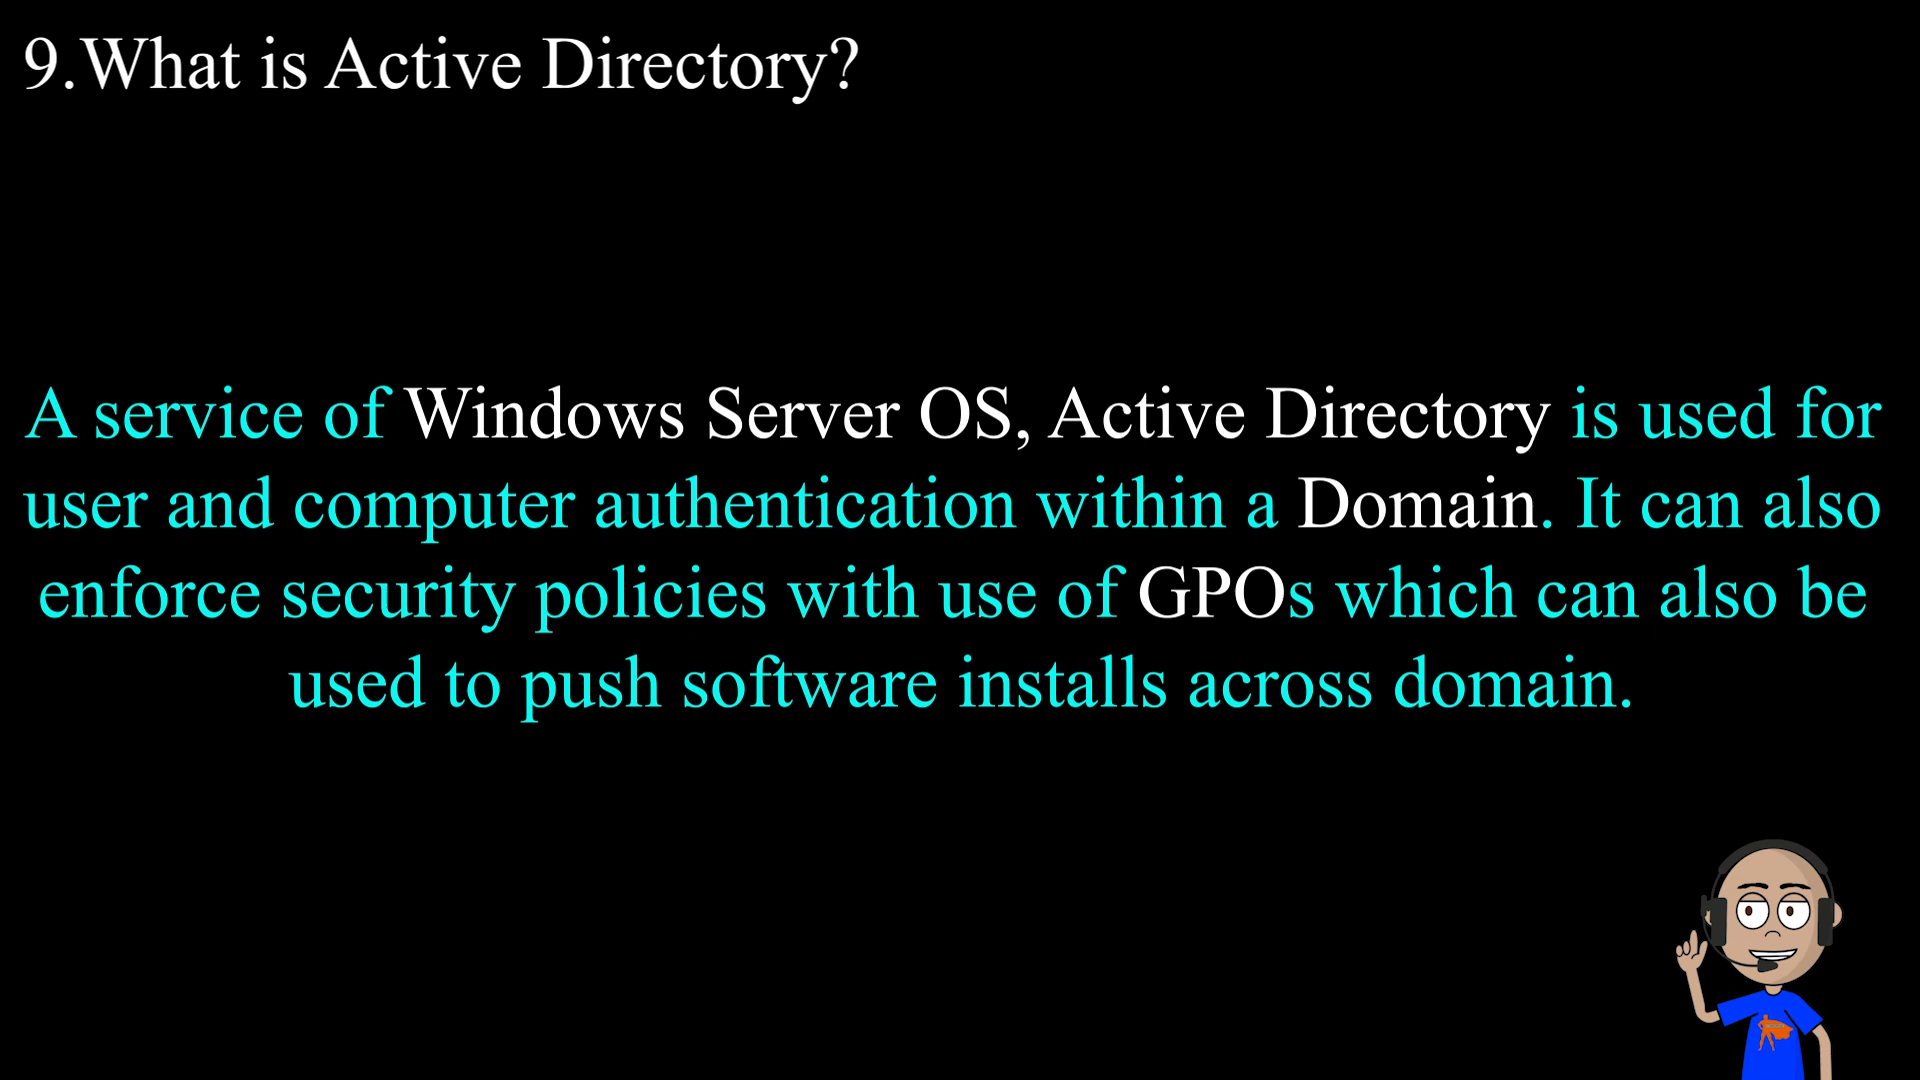 9.What is Active Directory?
A service of Windows Server OS, Active Directory is used for
user and computer authentication within a Domain. It can also
enforce security policies with use of GPOs which can also be
used to push software installs across domain.